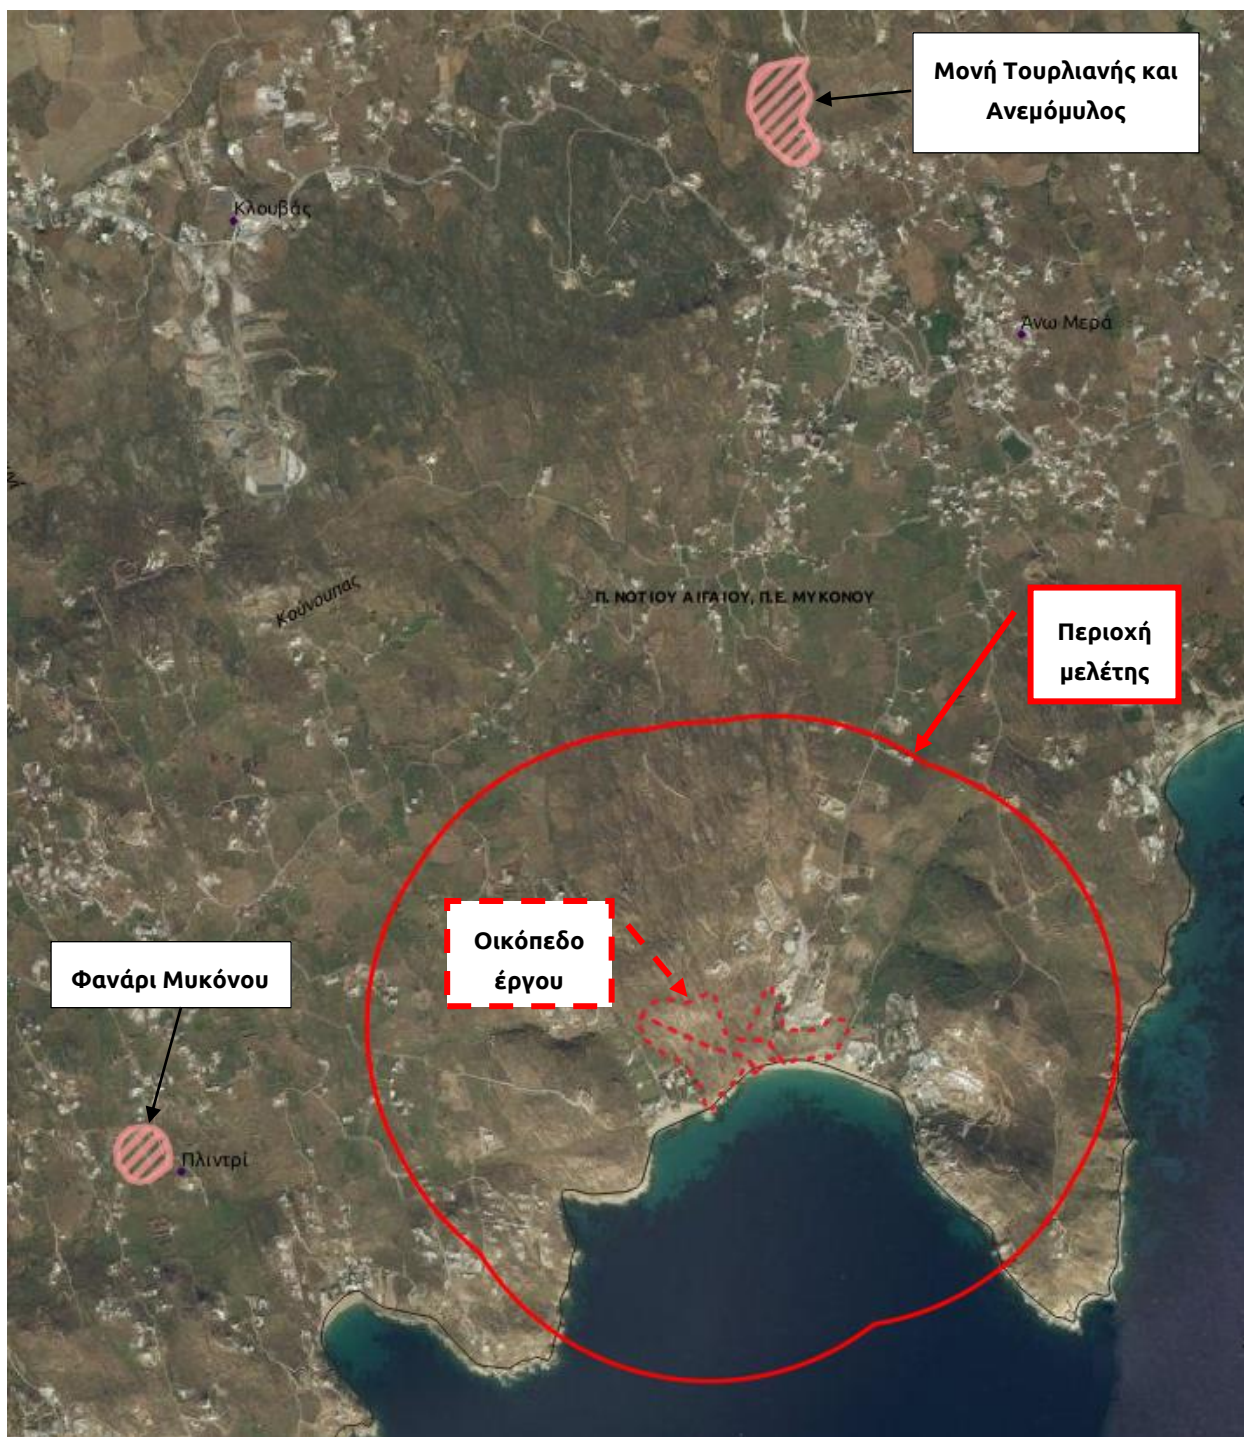 Μονή Τουρλιανής και
Ανεμόμυλος
Κλουβάς
Άνω Μερά
Κούνουπας
Π. ΝΟΤΙΟΥ ΑΙΓΑΙΟΥ, Π.Ε. ΜΥΚΟΝΟΥ
Περιοχή
μελέτης
Οικόπεδο
έργου
Φανάρι Μυκόνου
Πλιντρί